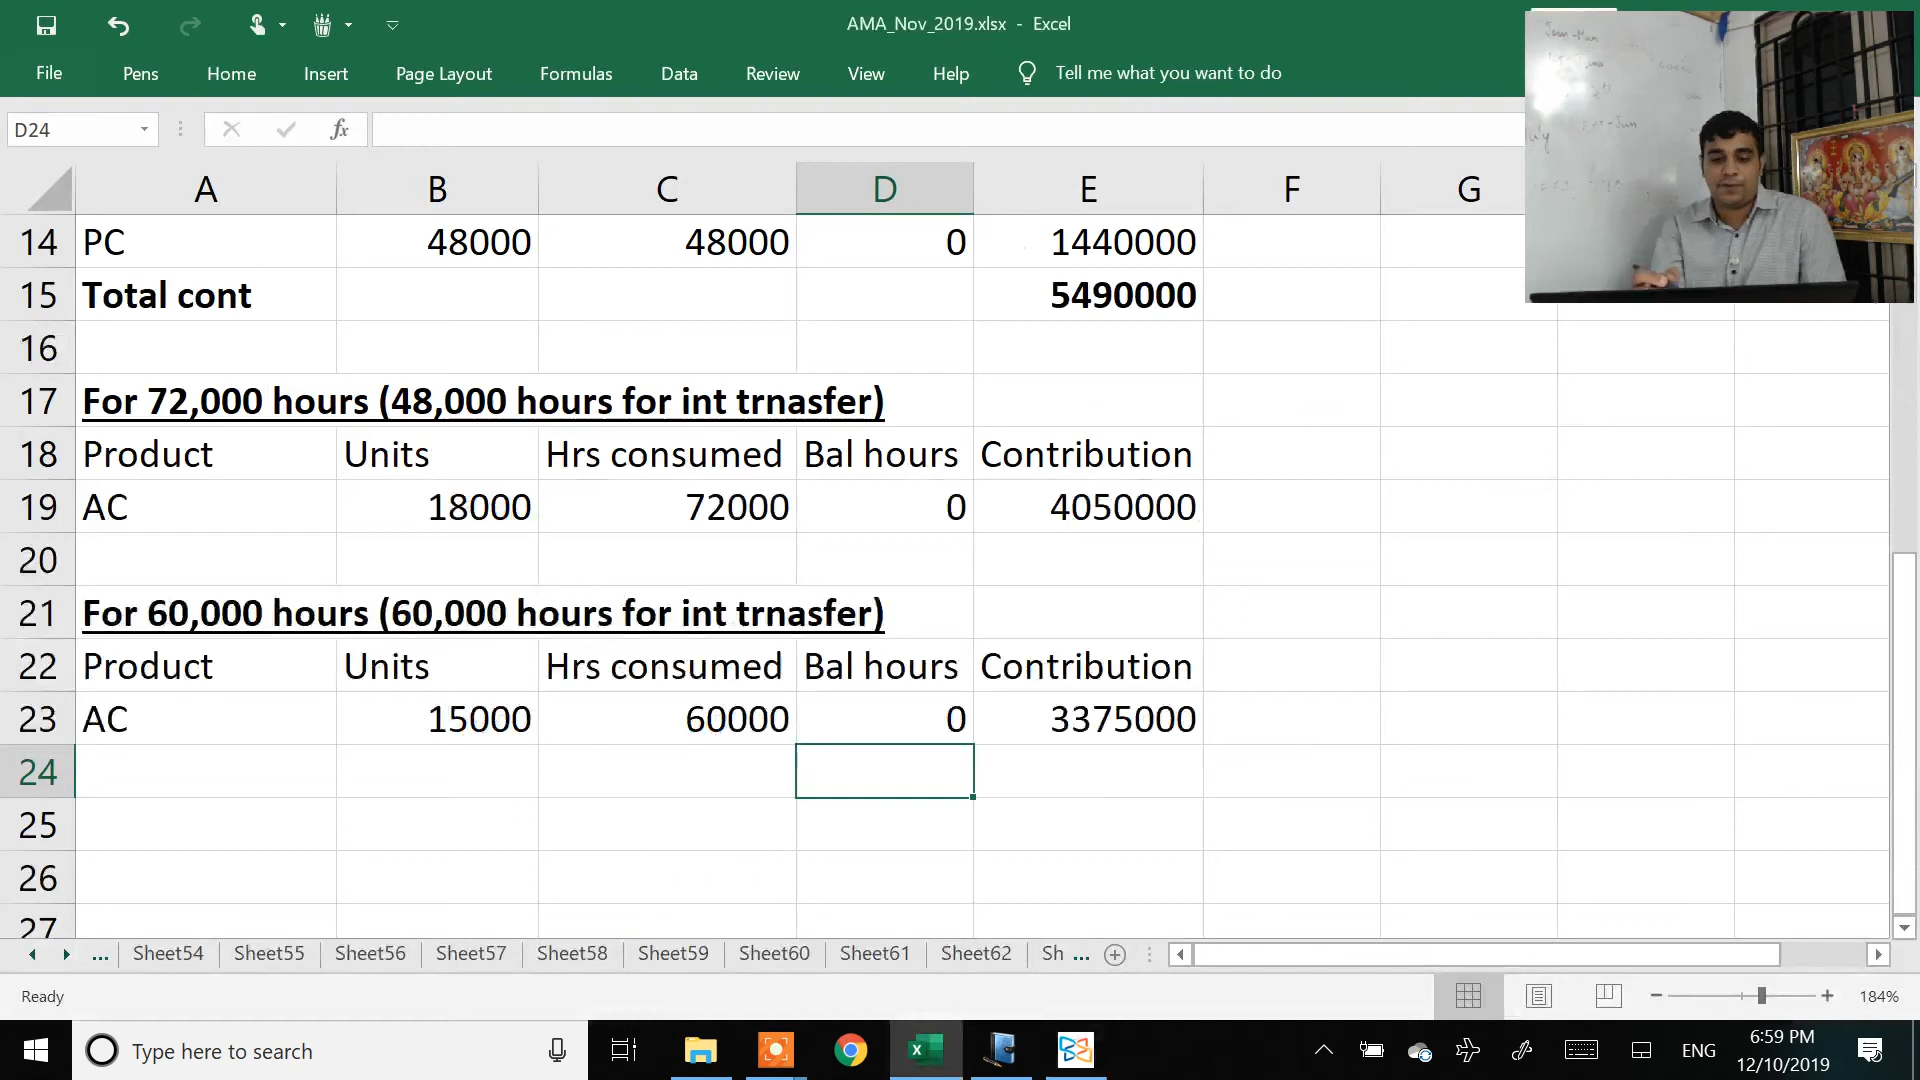 AMA_Nov_2019.xlsx - Excel
File Pens Home Insert Page Layout Formulas Data Review View Help Tell me what you want to do
D24 fx
A B C D E F G
14 PC 48000 48000 0 1440000
15 Total cont 5490000
16
17 For 72,000 hours (48,000 hours for int trnasfer)
18 Product Units Hrs consumed Bal hours Contribution
19 AC 18000 72000 0 4050000
20
21 For 60,000 hours (60,000 hours for int trnasfer)
22 Product Units Hrs consumed Bal hours Contribution
23 AC 15000 60000 0 3375000
24
25
26
27
... Sheet54 Sheet55 Sheet56 Sheet57 Sheet58 Sheet59 Sheet60 Sheet61 Sheet62 Sh ...
Ready 184%
Type here to search ENG 6:59 PM
12/10/2019